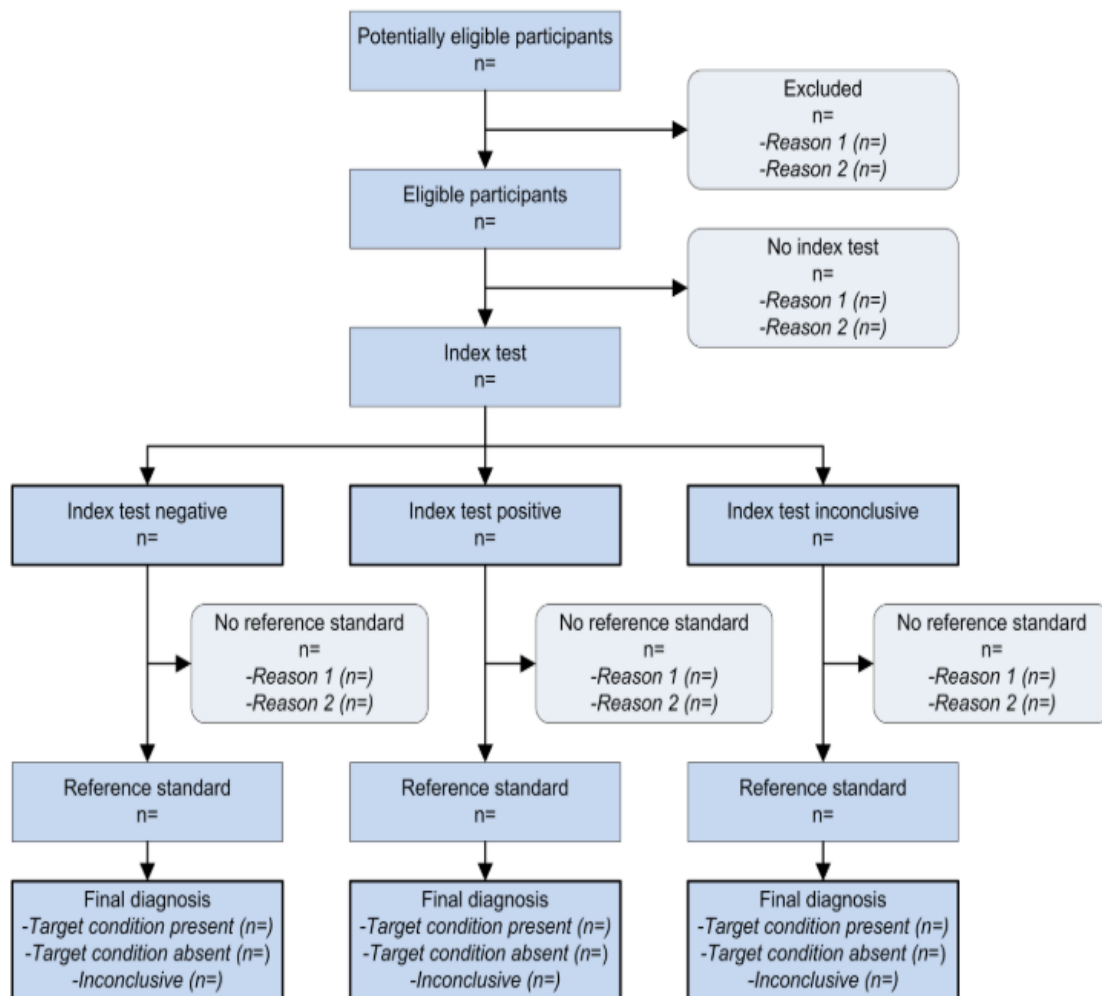 Potentially eligible participants
n=
Excluded
n=
-Reason 1 (n=)
-Reason 2 (n=)
Eligible participants
n=
No index test
n=
-Reason 1 (n=)
-Reason 2 (n=)
Index test
n=
Index test negative
n=
Index test positive
n=
Index test inconclusive
n=
No reference standard
n=
-Reason 1 (n=)
-Reason 2 (n=)
No reference standard
n=
-Reason 1 (n=)
-Reason 2 (n=)
No reference standard
n=
-Reason 1 (n=)
-Reason 2 (n=)
Reference standard
n=
Reference standard
n=
Reference standard
n=
Final diagnosis
-Target condition present (n=)
-Target condition absent (n=)
-Inconclusive (n=)
Final diagnosis
-Target condition present (n=)
-Target condition absent (n=)
-Inconclusive (n=)
Final diagnosis
-Target condition present (n=)
-Target condition absent (n=)
-Inconclusive (n=)